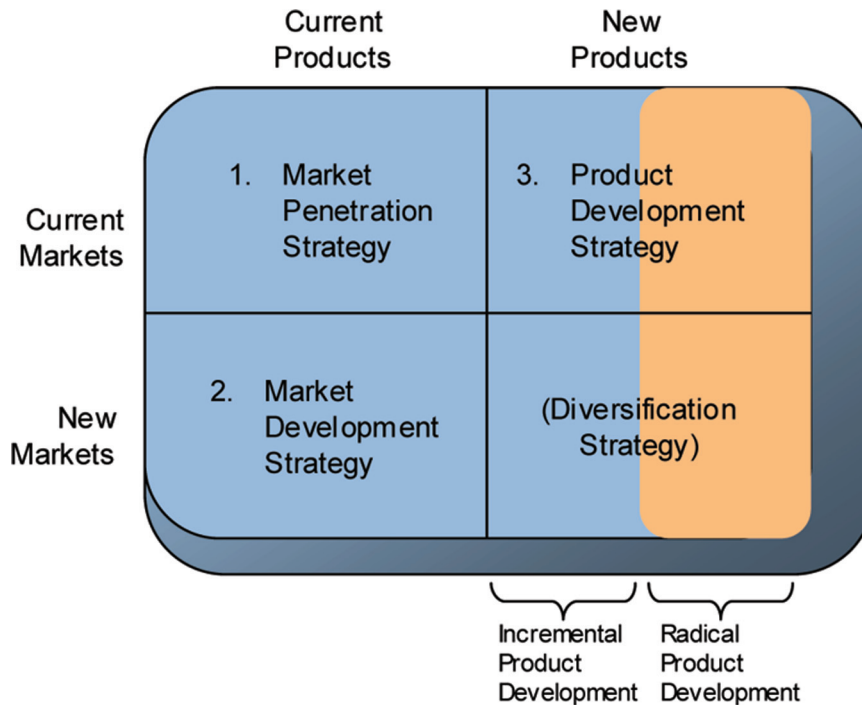 Current
Products
New
Products
Current
Markets
1. Market
Penetration
Strategy
3. Product
Development
Strategy
New
Markets
2. Market
Development
Strategy
(Diversification
Strategy)
Incremental
Product
Development
Radical
Product
Development